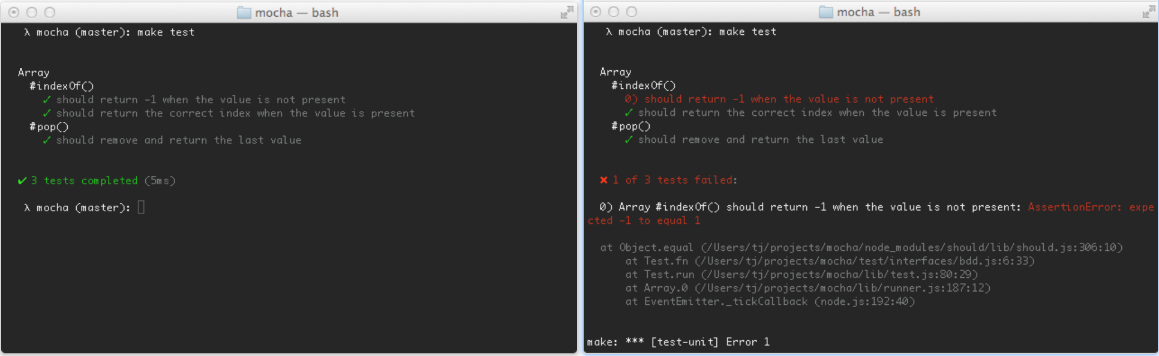 mocha — bash
λ mocha (master): make test
Array
#indexOf()
✓ should return -1 when the value is not present
✓ should return the correct index when the value is present
#pop()
✓ should remove and return the last value
✔ 3 tests completed (5ms)
λ mocha (master):
mocha — bash
λ mocha (master): make test
Array
#indexOf()
0) should return -1 when the value is not present
✓ should return the correct index when the value is present
#pop()
✓ should remove and return the last value
✖ 1 of 3 tests failed:
0) Array #indexOf() should return -1 when the value is not present: AssertionError: expe
cted -1 to equal 1
at Object.equal (/Users/tj/projects/mocha/node_modules/should/lib/should.js:306:10)
at Test.fn (/Users/tj/projects/mocha/test/interfaces/bdd.js:6:33)
at Test.run (/Users/tj/projects/mocha/lib/test.js:80:29)
at Array.0 (/Users/tj/projects/mocha/lib/runner.js:187:12)
at EventEmitter._tickCallback (node.js:192:40)
make: *** [test-unit] Error 1